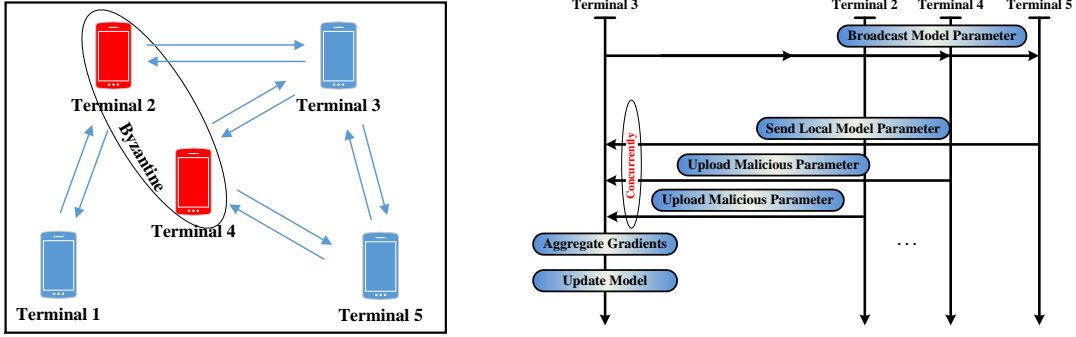 Terminal 2
Terminal 3
Byzantine
Terminal 4
Terminal 1
Terminal 5
Terminal 3
Terminal 2
Terminal 4
Terminal 5
Broadcast Model Parameter
Send Local Model Parameter
Concurrently
Upload Malicious Parameter
Upload Malicious Parameter
Aggregate Gradients
...
Update Model